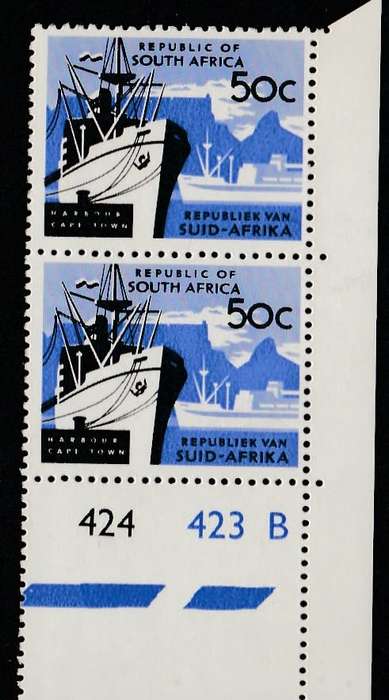 REPUBLIC OF
SOUTH AFRICA
50c
HARBOUR
CAPE TOWN
REPUBLIEK VAN
SUID-AFRIKA
REPUBLIC OF
SOUTH AFRICA
50c
HARBOUR
CAPE TOWN
REPUBLIEK VAN
SUID-AFRIKA
424 423 B